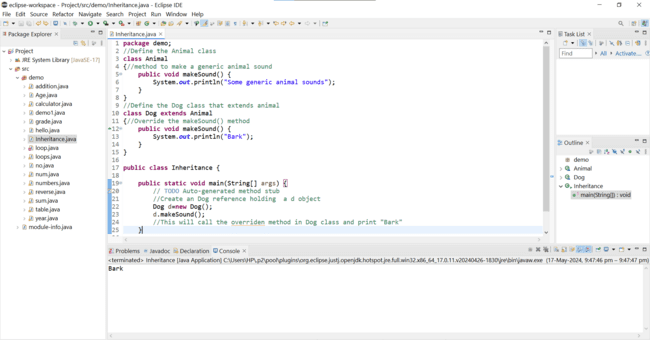 eclipse-workspace - Project/src/demo/Inheritance.java - Eclipse IDE
File Edit Source Refactor Navigate Search Project Run Window Help
Package Explorer
Project
JRE System Library [JavaSE-17]
src
demo
addition.java
Age.java
calculator.java
demo1.java
grade.java
hello.java
Inheritance.java
loop.java
loops.java
no.java
num.java
numbers.java
reverse.java
sum.java
table.java
year.java
module-info.java
Inheritance.java
1 package demo;
2 //Define the Animal class
3 class Animal
4 {//method to make a generic animal sound
5 public void makeSound() {
6 System.out.println("Some generic animal sounds");
7 }
8 }
9 //Define the Dog class that extends animal
10 class Dog extends Animal
11 {//Override the makeSound() method
12 public void makeSound() {
13 System.out.println("Bark");
14 }
15 }
16
17 public class Inheritance {
18
19 public static void main(String[] args) {
20 // TODO Auto-generated method stub
21 //Create an Dog reference holding a d object
22 Dog d=new Dog();
23 d.makeSound();
24 //This will call the overriden method in Dog class and print "Bark"
25 }
Task List
Find
All
Activate...
Outline
demo
Animal
Dog
Inheritance
main(String[]) : void
Problems Javadoc Declaration Console
<terminated> Inheritance [Java Application] C:\Users\HP\.p2\pool\plugins\org.eclipse.justj.openjdk.hotspot.jre.full.win32.x86_64_17.0.11.v20240426-1830\jre\bin\javaw.exe (17-May-2024, 9:47:46 pm – 9:47:47 pm)
Bark